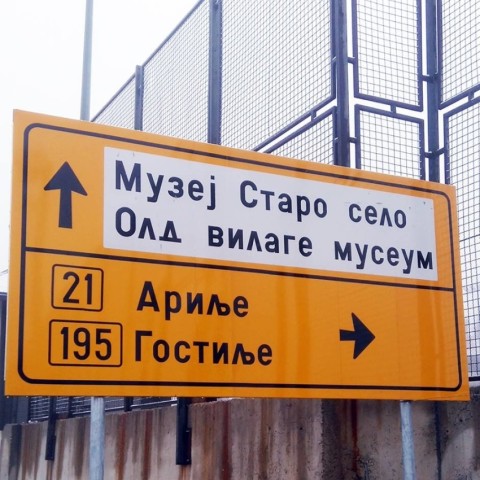 Музеј Старо село
Олд вилаге мусеум
21 Ариље
195 Гостиље